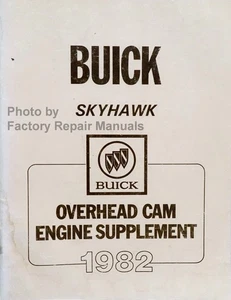 BUICK
SKYHAWK
Photo by
Factory Repair Manuals
BUICK
OVERHEAD CAM
ENGINE SUPPLEMENT
1982